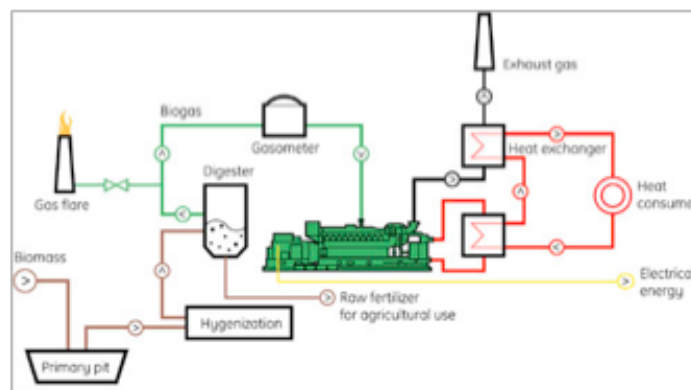 Exhaust gas
Biogas
Gasometer
Heat exchanger
Digester
Gas flare
Heat
consume
Biomass
Electrica
energy
Raw fertilizer
for agricultural use
Hygenization
Primary pit